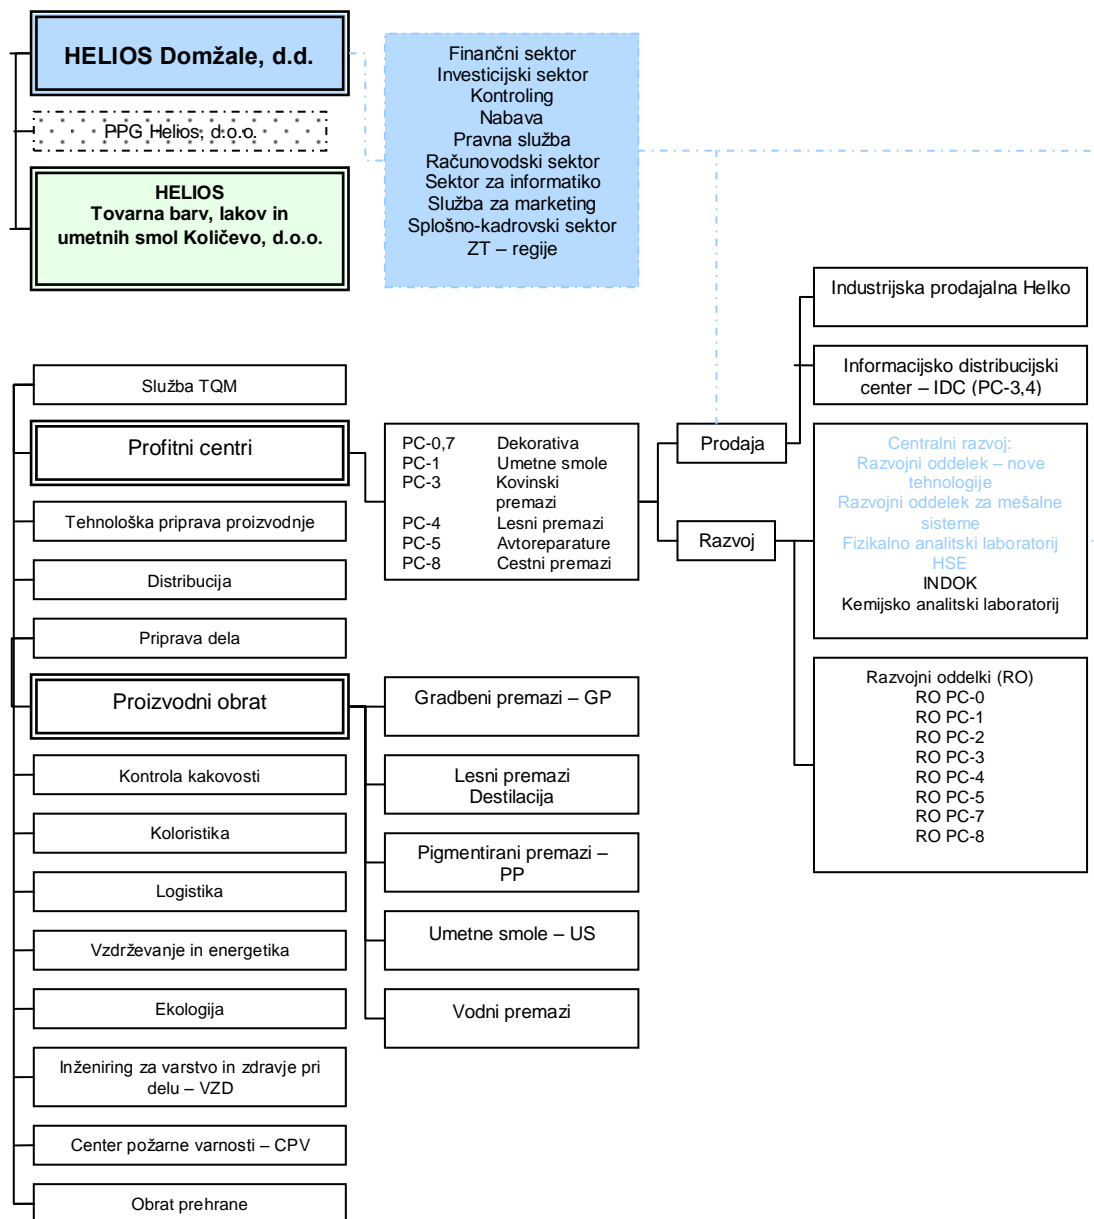 HELIOS Domžale, d.d.
PPG Helios, d.o.o.
HELIOS
Tovarna barv, lakov in
umetnih smol Količevo, d.o.o.
Finančni sektor
Investicijski sektor
Kontroling
Nabava
Pravna služba
Računovodski sektor
Sektor za informatiko
Služba za marketing
Splošno-kadrovski sektor
ZT – regije
Služba TQM
Profitni centri
Tehnološka priprava proizvodnje
Distribucija
Priprava dela
Proizvodni obrat
Kontrola kakovosti
Koloristika
Logistika
Vzdrževanje in energetika
Ekologija
Inženiring za varstvo in zdravje pri
delu – VZD
Center požarne varnosti – CPV
Obrat prehrane
PC-0,7 Dekorativa
PC-1 Umetne smole
PC-3 Kovinski
premazi
PC-4 Lesni premazi
PC-5 Avtoreparature
PC-8 Cestni premazi
Gradbeni premazi – GP
Lesni premazi
Destilacija
Pigmentirani premazi –
PP
Umetne smole – US
Vodni premazi
Prodaja
Razvoj
Industrijska prodajalna Helko
Informacijsko distribucijski
center – IDC (PC-3,4)
Centralni razvoj:
Razvojni oddelek – nove
tehnologije
Razvojni oddelek za mešalne
sisteme
Fizikalno analitski laboratorij
HSE
INDOK
Kemijsko analitski laboratorij
Razvojni oddelki (RO)
RO PC-0
RO PC-1
RO PC-2
RO PC-3
RO PC-4
RO PC-5
RO PC-7
RO PC-8